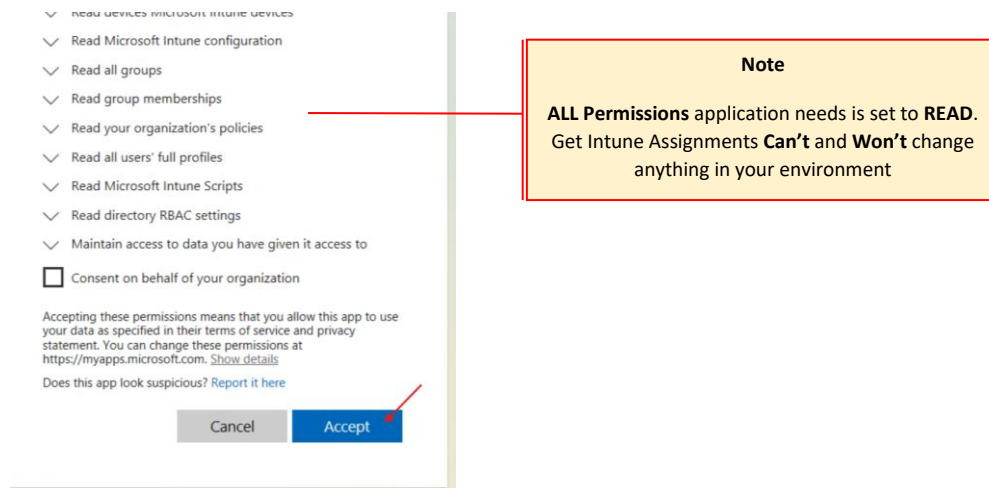 Read devices Microsoft Intune devices
Read Microsoft Intune configuration
Read all groups
Read group memberships
Read your organization's policies
Read all users' full profiles
Read Microsoft Intune Scripts
Read directory RBAC settings
Maintain access to data you have given it access to
Consent on behalf of your organization
Accepting these permissions means that you allow this app to use
your data as specified in their terms of service and privacy
statement. You can change these permissions at
https://myapps.microsoft.com. Show details
Does this app look suspicious? Report it here
Cancel
Accept
Note
ALL Permissions application needs is set to READ.
Get Intune Assignments Can't and Won't change
anything in your environment